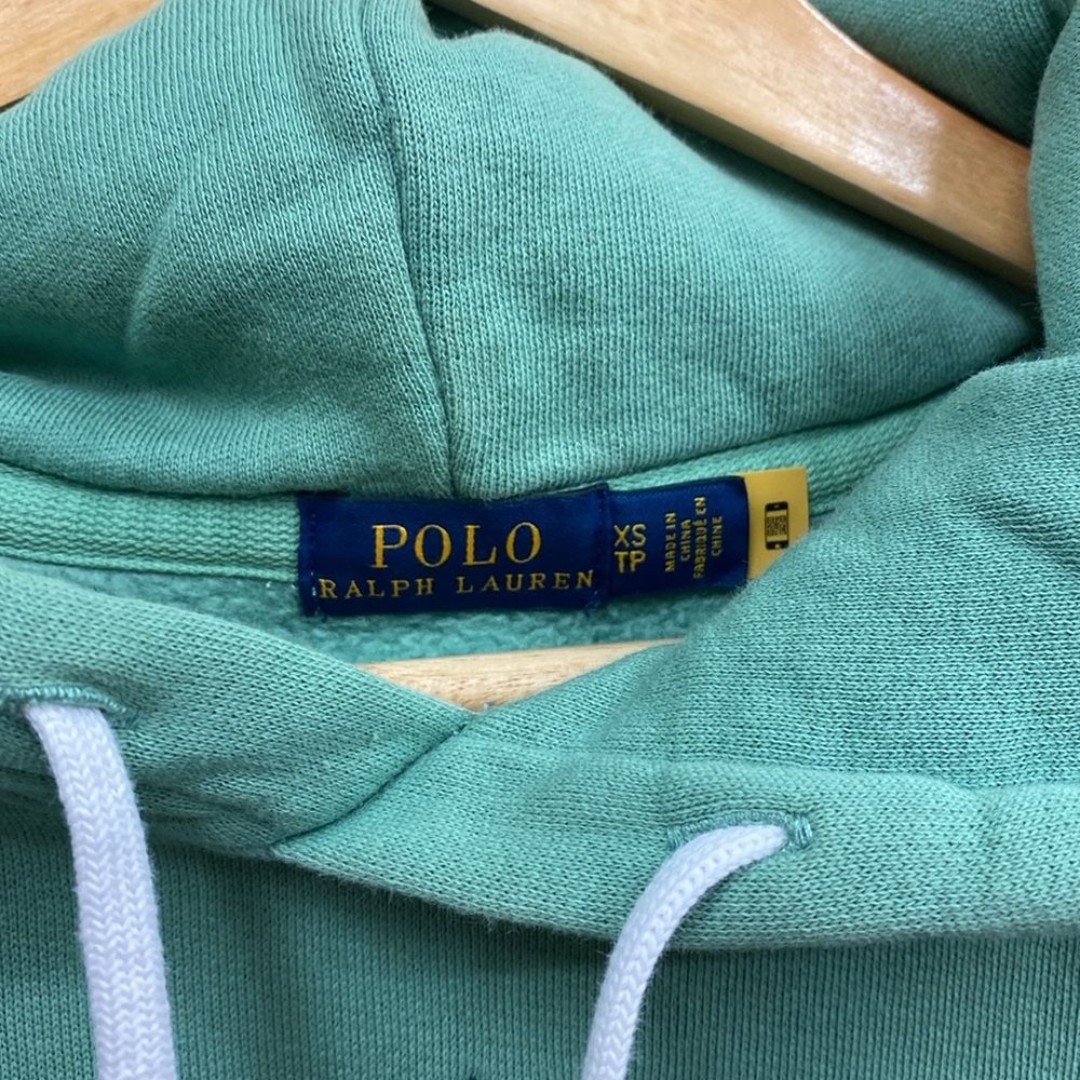 POLO
RALPH LAUREN
XS
TP
MADE IN
CHINA
FABRIQUÉ EN
CHINE